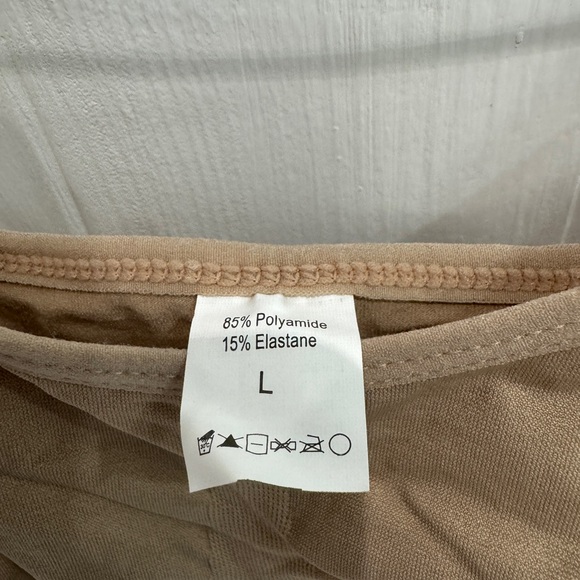 85% Polyamide
15% Elastane
L